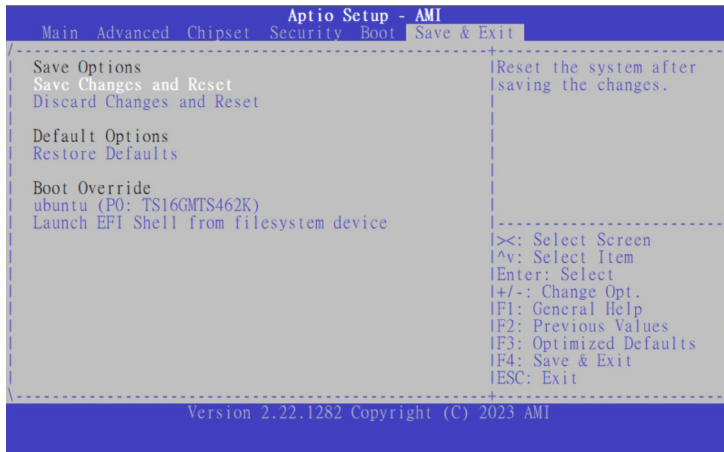 Aptio Setup - AMI
Main Advanced Chipset Security Boot Save & Exit
Save Options
Save Changes and Reset
Discard Changes and Reset
Default Options
Restore Defaults
Boot Override
ubuntu (P0: TS16GMTS462K)
Launch EFI Shell from filesystem device
Reset the system after
saving the changes.
><: Select Screen
^v: Select Item
Enter: Select
+/-: Change Opt.
F1: General Help
F2: Previous Values
F3: Optimized Defaults
F4: Save & Exit
ESC: Exit
Version 2.22.1282 Copyright (C) 2023 AMI